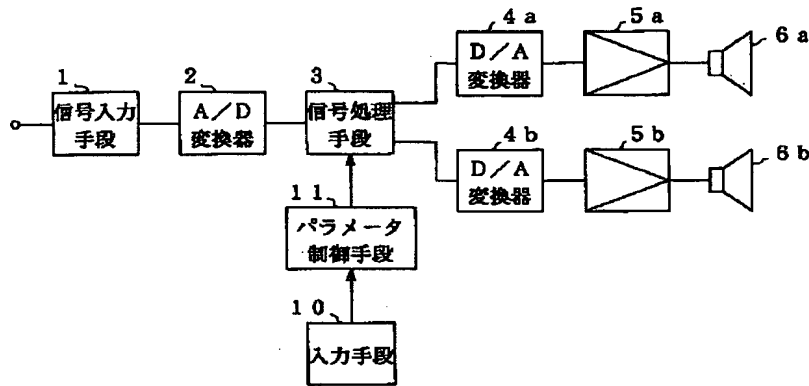 4a
5a
6a
D/A
変換器
1
2
3
信号入力
手段
A/D
変換器
信号処理
手段
4b
5b
6b
D/A
変換器
11
パラメータ
制御手段
10
入力手段